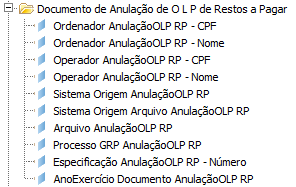 Documento de Anulação de O L P de Restos a Pagar
Ordenador AnulaçãoOLP RP - CPF
Ordenador AnulaçãoOLP RP - Nome
Operador AnulaçãoOLP RP - CPF
Operador AnulaçãoOLP RP - Nome
Sistema Origem AnulaçãoOLP RP
Sistema Origem Arquivo AnulaçãoOLP RP
Arquivo AnulaçãoOLP RP
Processo GRP AnulaçãoOLP RP
Especificação AnulaçãoOLP RP - Número
AnoExercício Documento AnulaçãoOLP RP